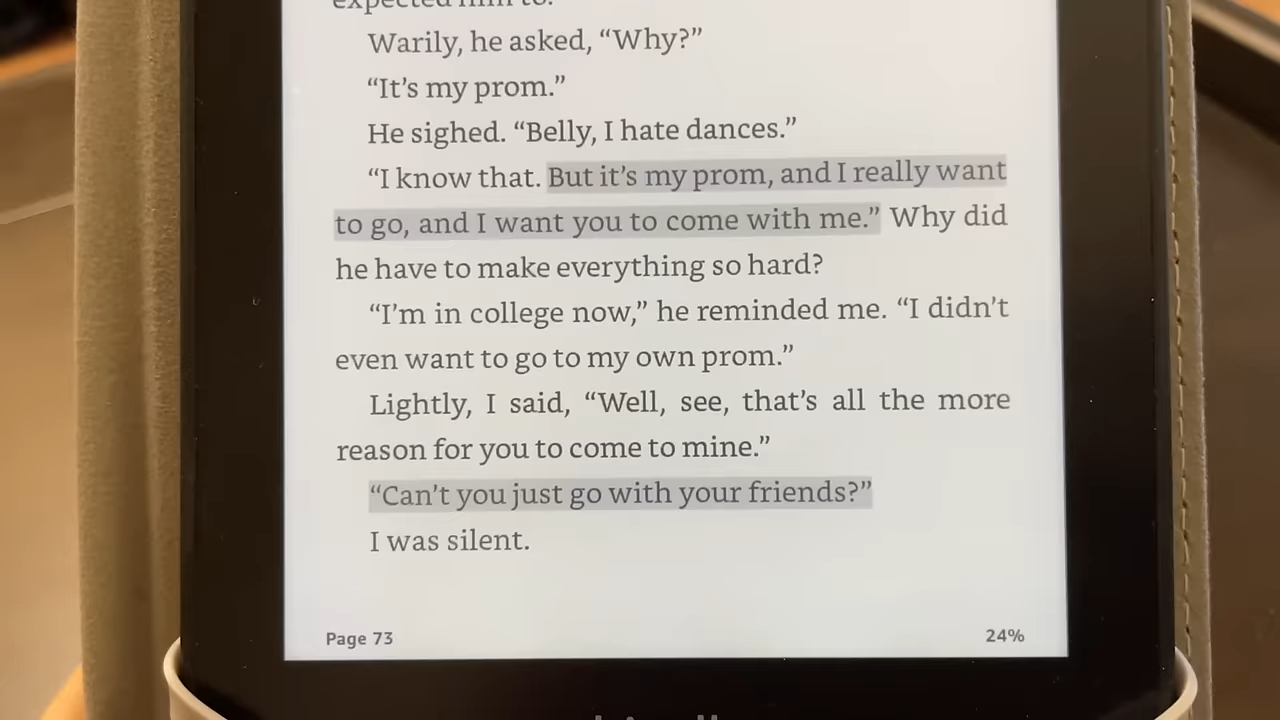 expected him to.
Warily, he asked, “Why?”
“It’s my prom.”
He sighed. “Belly, I hate dances.”
“I know that. But it’s my prom, and I really want
to go, and I want you to come with me.” Why did
he have to make everything so hard?
“I’m in college now,” he reminded me. “I didn’t
even want to go to my own prom.”
Lightly, I said, “Well, see, that’s all the more
reason for you to come to mine.”
“Can’t you just go with your friends?”
I was silent.
Page 73 24%